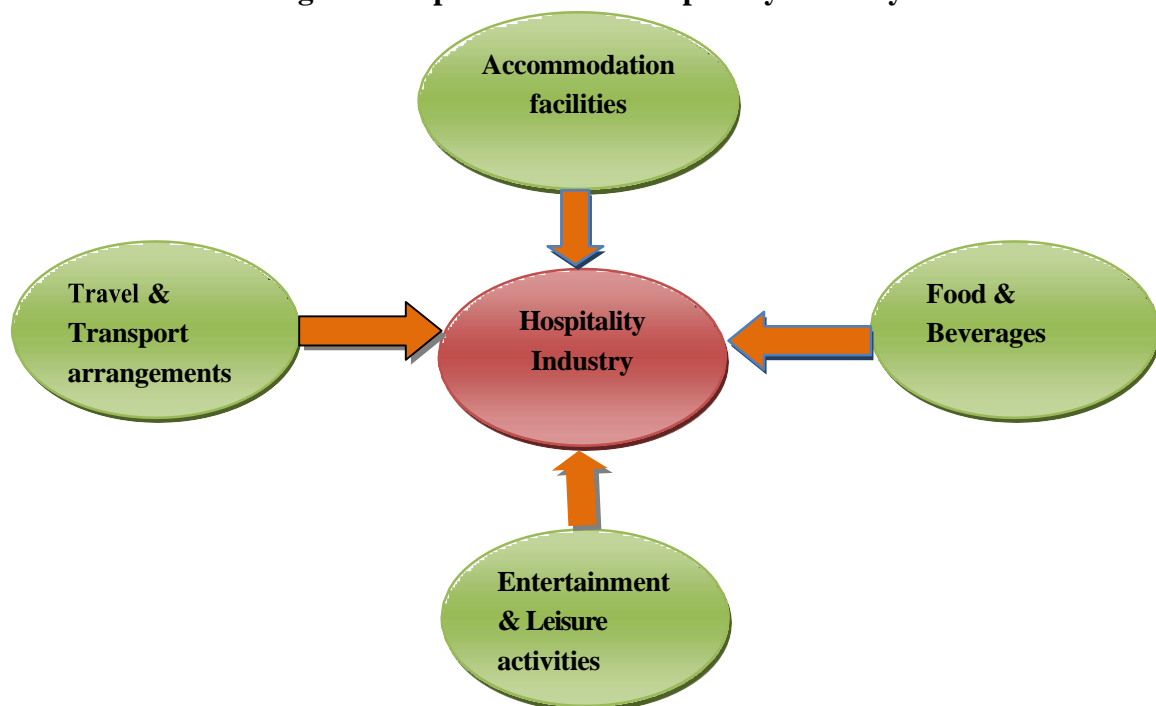 Accommodation
facilities
Travel &
Transport
arrangements
Hospitality
Industry
Food &
Beverages
Entertainment
& Leisure
activities